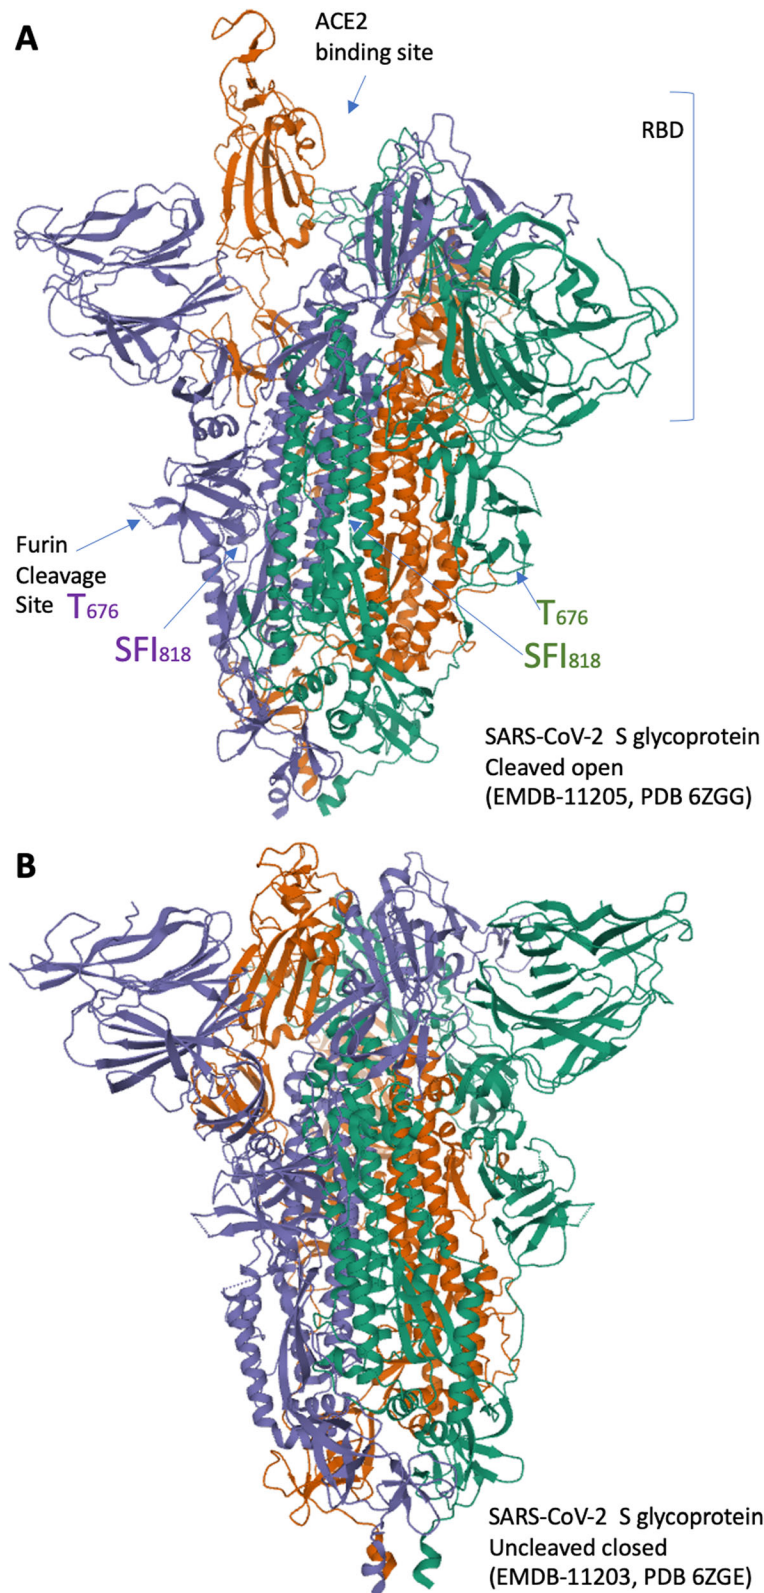 A
ACE2
binding site
RBD
Furin
Cleavage
Site T676
SFI818
T676
SFI818
SARS-CoV-2 S glycoprotein
Cleaved open
(EMDB-11205, PDB 6ZGG)
B
SARS-CoV-2 S glycoprotein
Uncleaved closed
(EMDB-11203, PDB 6ZGE)